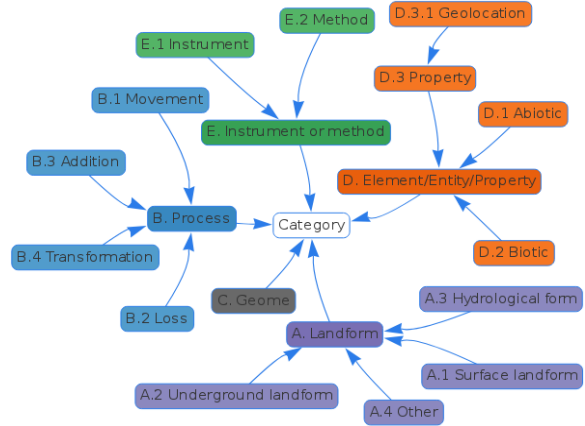 D.3.1 Geolocation
E.2 Method
E.1 Instrument
D.3 Property
B.1 Movement
D.1 Abiotic
E. Instrument or method
B.3 Addition
D. Element/Entity/Property
B. Process
Category
D.2 Biotic
B.4 Transformation
C. Geome
A.3 Hydrological form
B.2 Loss
A. Landform
A.1 Surface landform
A.2 Underground landform
A.4 Other